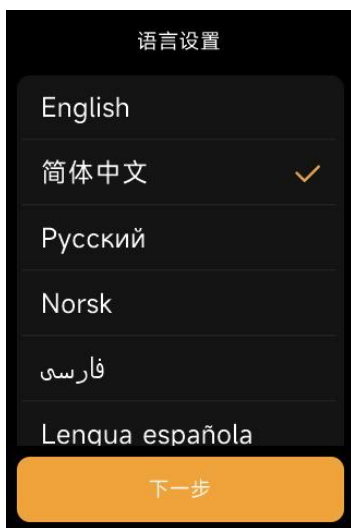 语言设置
English
简体中文
Русский
Norsk
فارسی
Lengua española
下一步